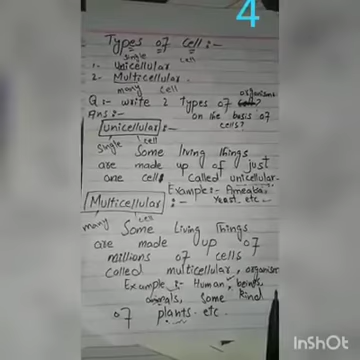 4
Types of cell:-
single cell
1. Unicellular
2. Multicellular.
many cell
Q:- write 2 types of organism
on the basis of
cells?
Ans:-
Unicellular:-
single cell
Some living things
are made up of just
one cell called unicellular.
Example:- Amoeba,
Yeast etc
Multicellular:-
many cell
Some Living Things
are made up of
millions of cells
called multicellular, organism
Example:- Human, beings,
animals, some kind
of plants. etc.
InShOt